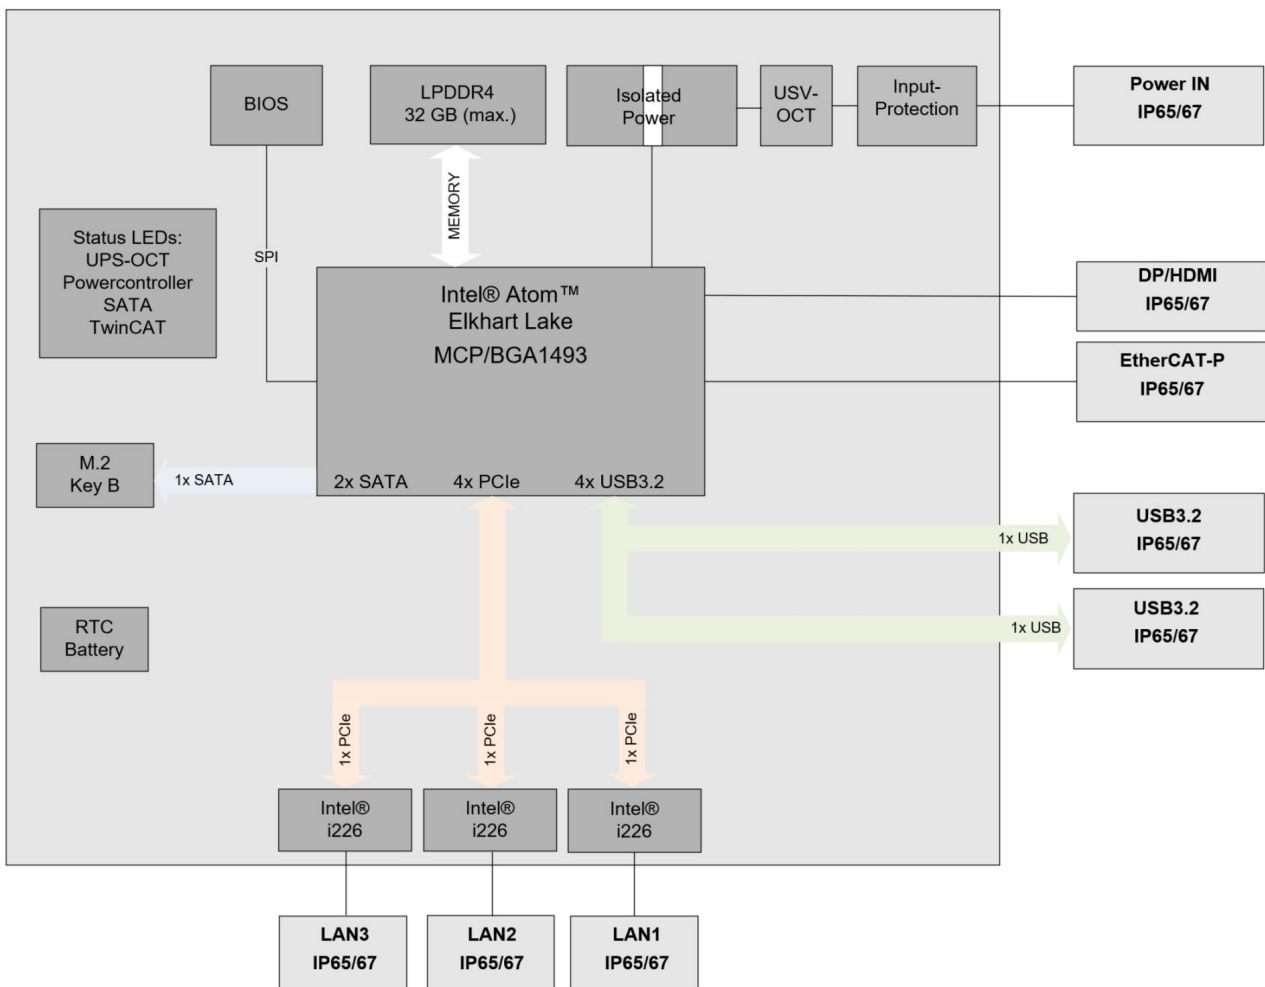 BIOS
LPDDR4
32 GB (max.)
Isolated
Power
USV-
OCT
Input-
Protection
Power IN
IP65/67
MEMORY
Status LEDs:
UPS-OCT
Powercontroller
SATA
TwinCAT
SPI
Intel® Atom™
Elkhart Lake
MCP/BGA1493
DP/HDMI
IP65/67
EtherCAT-P
IP65/67
M.2
Key B
1x SATA
2x SATA
4x PCIe
4x USB3.2
1x USB
USB3.2
IP65/67
1x USB
USB3.2
IP65/67
RTC
Battery
1x PCIe
1x PCIe
1x PCIe
Intel®
i226
Intel®
i226
Intel®
i226
LAN3
IP65/67
LAN2
IP65/67
LAN1
IP65/67